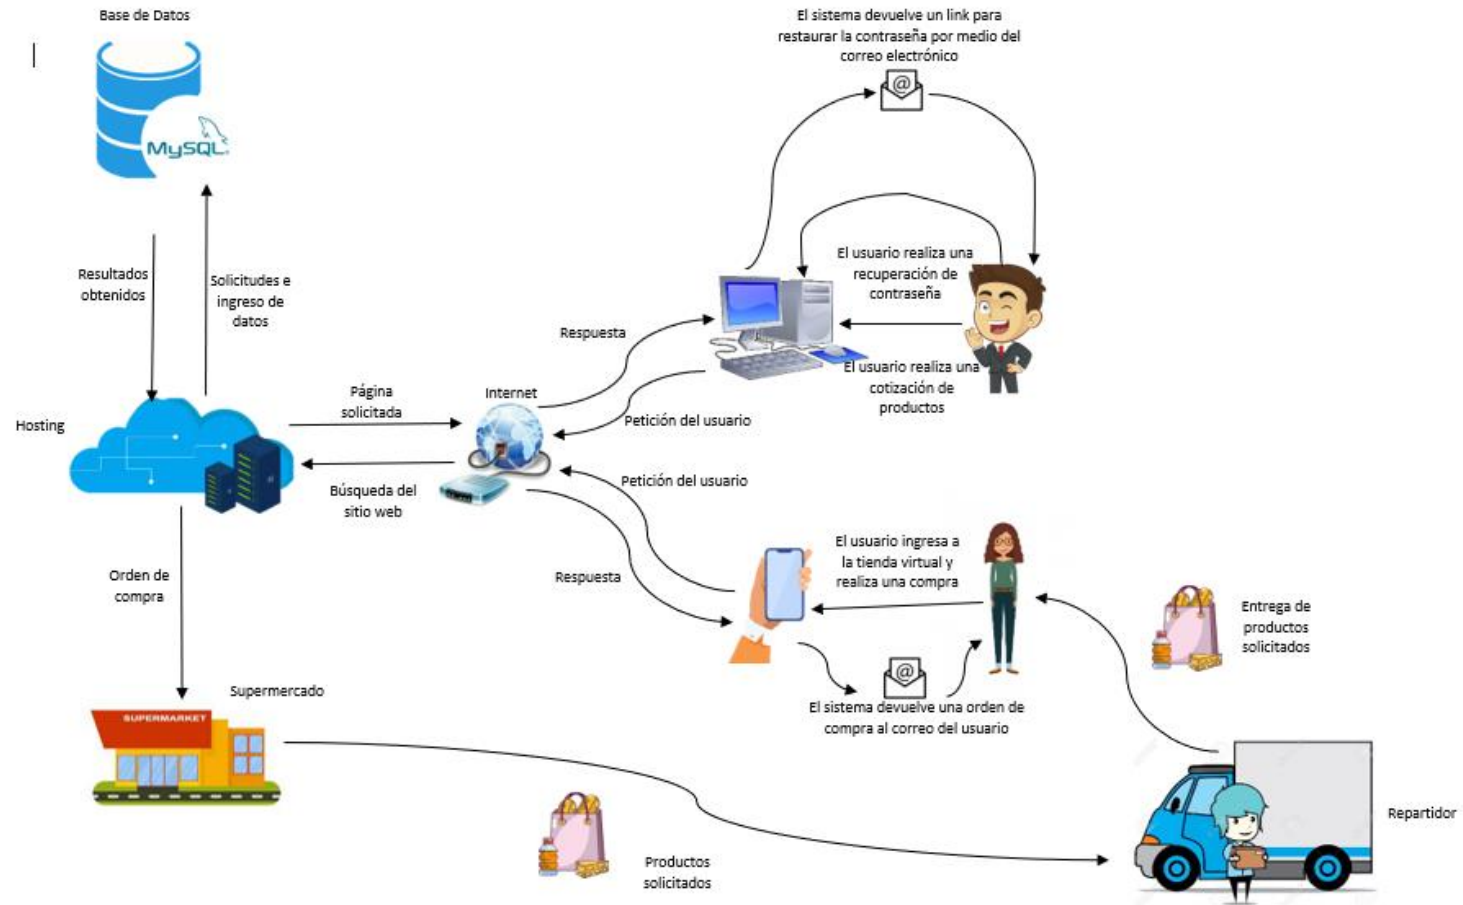 Base de Datos
MySQL
El sistema devuelve un link para
restaurar la contraseña por medio del
correo electrónico
@
El usuario realiza una
recuperación de
contraseña
El usuario realiza una
cotización de
productos
Resultados
obtenidos
Solicitudes e
ingreso de
datos
Respuesta
Página
solicitada
Internet
Petición del usuario
Hosting
Búsqueda del
sitio web
Petición del usuario
Respuesta
El usuario ingresa a
la tienda virtual y
realiza una compra
@
El sistema devuelve una orden de
compra al correo del usuario
Entrega de
productos
solicitados
Orden de
compra
Supermercado
SUPERMARKET
Productos
solicitados
Repartidor